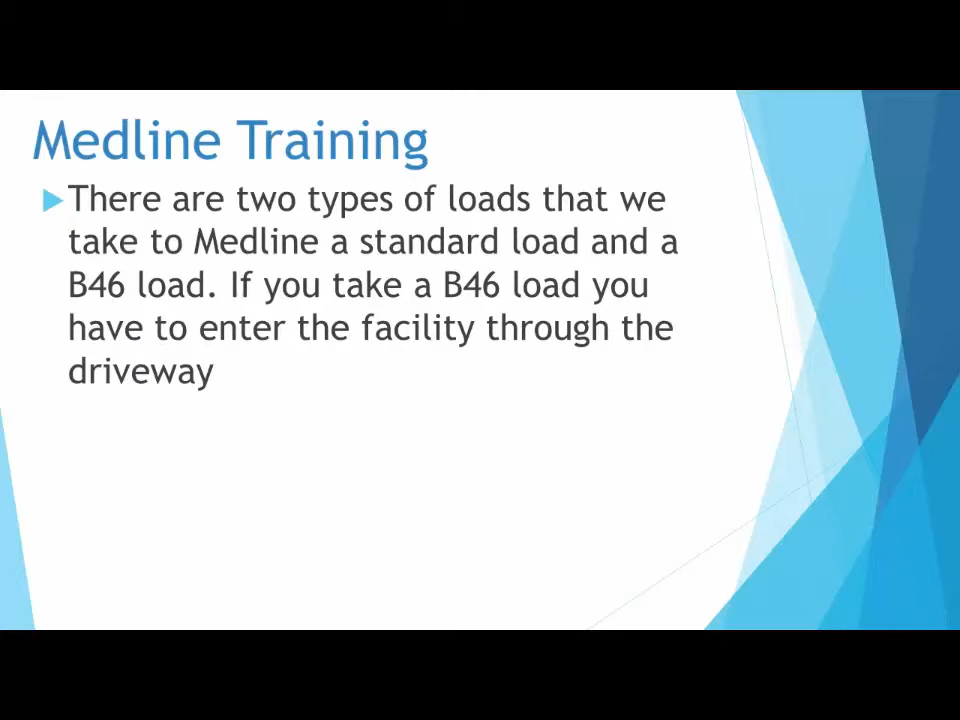 Medline Training
There are two types of loads that we
take to Medline a standard load and a
B46 load. If you take a B46 load you
have to enter the facility through the
driveway